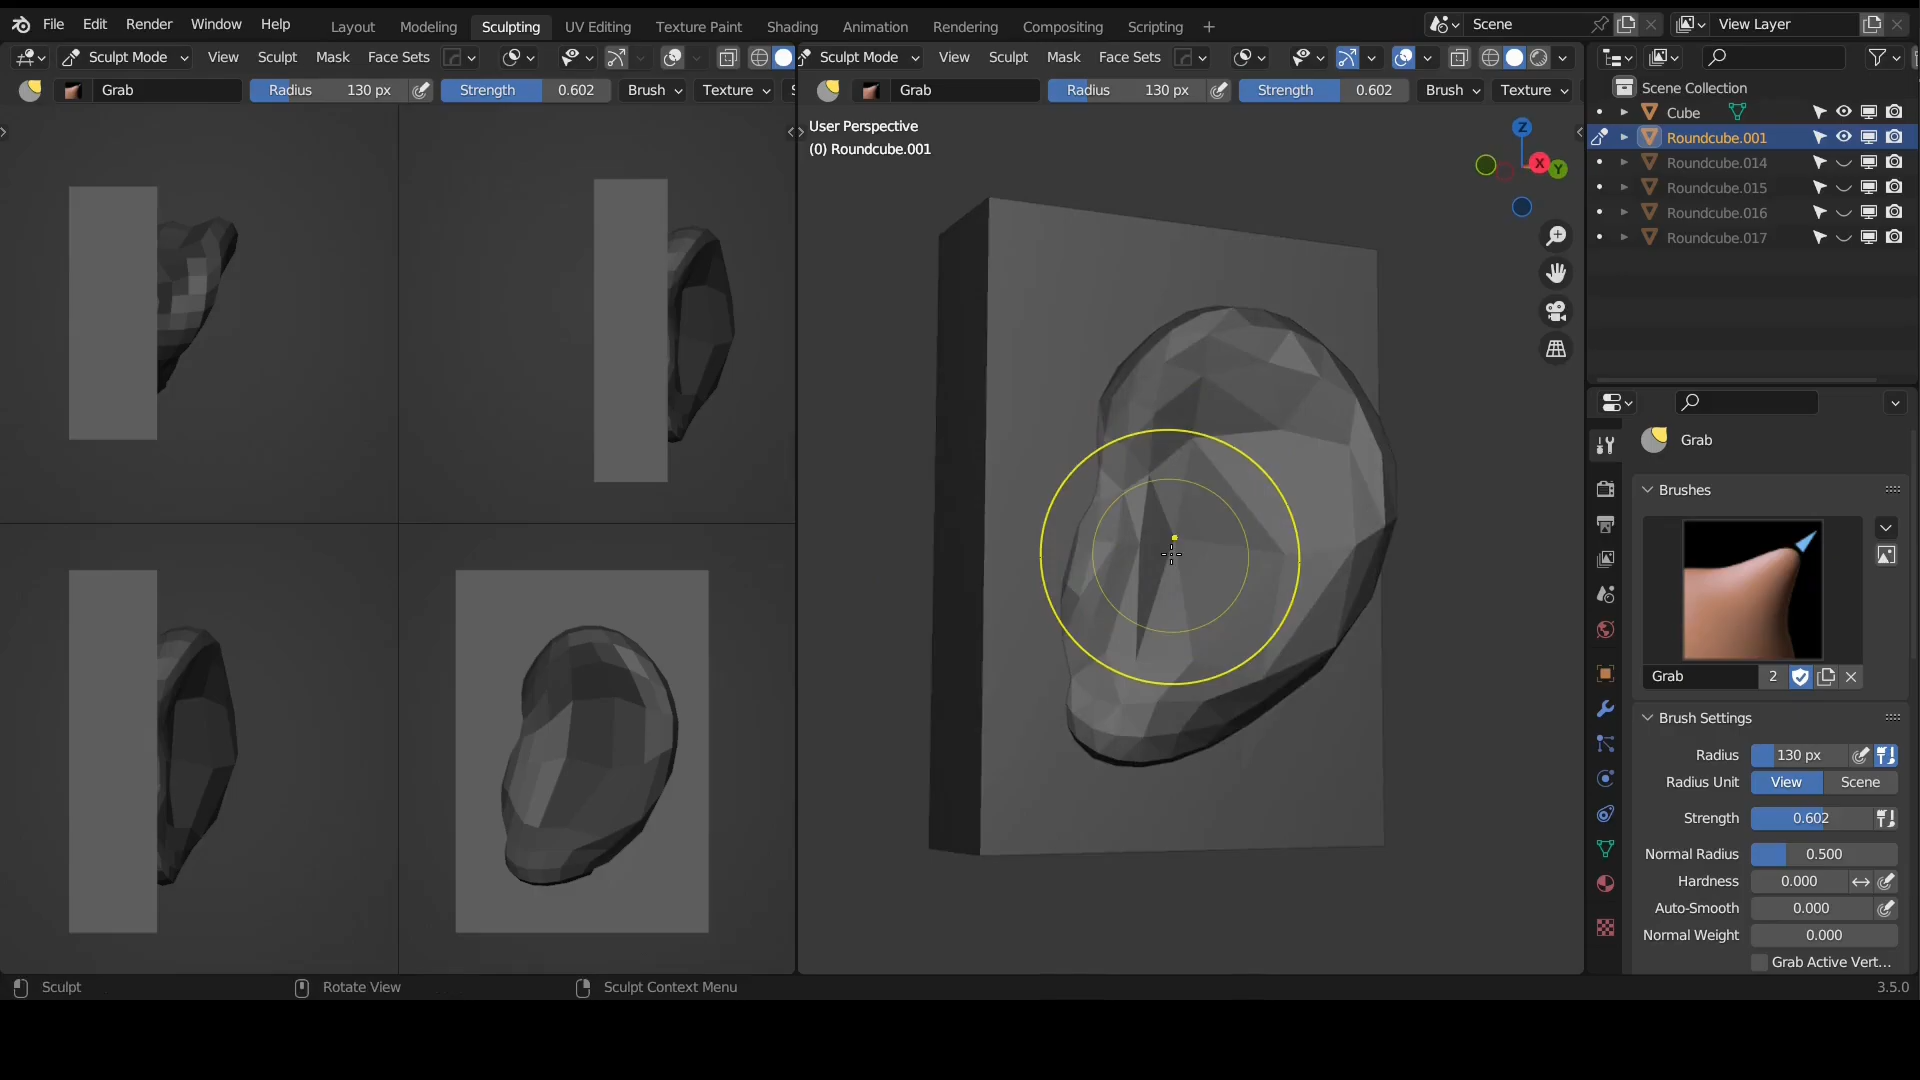 File Edit Render Window Help Layout Modeling Sculpting UV Editing Texture Paint Shading Animation Rendering Compositing Scripting + Scene View Layer
Sculpt Mode View Sculpt Mask Face Sets Sculpt Mode View Sculpt Mask Face Sets
Grab Radius 130 px Strength 0.602 Brush Texture Grab Radius 130 px Strength 0.602 Brush Texture
User Perspective
(0) Roundcube.001
Z
X
Y
Scene Collection
Cube
Roundcube.001
Roundcube.014
Roundcube.015
Roundcube.016
Roundcube.017
Grab
Brushes
Grab 2
Brush Settings
Radius 130 px
Radius Unit View Scene
Strength 0.602
Normal Radius 0.500
Hardness 0.000
Auto-Smooth 0.000
Normal Weight 0.000
Grab Active Vert...
Sculpt Rotate View Sculpt Context Menu 3.5.0